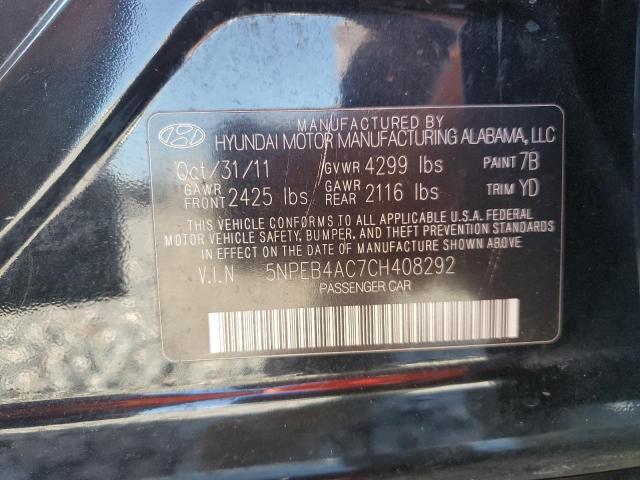 MANUFACTURED BY
HYUNDAI MOTOR MANUFACTURING ALABAMA, LLC
Oct/31/11 GVWR 4299 lbs PAINT 7B
GAWR FRONT 2425 lbs GAWR REAR 2116 lbs TRIM YD
THIS VEHICLE CONFORMS TO ALL APPLICABLE U.S.A. FEDERAL
MOTOR VEHICLE SAFETY, BUMPER, AND THEFT PREVENTION
STANDARDS IN EFFECT ON THE DATE OF MANUFACTURE SHOWN ABOVE.
V.I.N 5NPEB4AC7CH408292
PASSENGER CAR